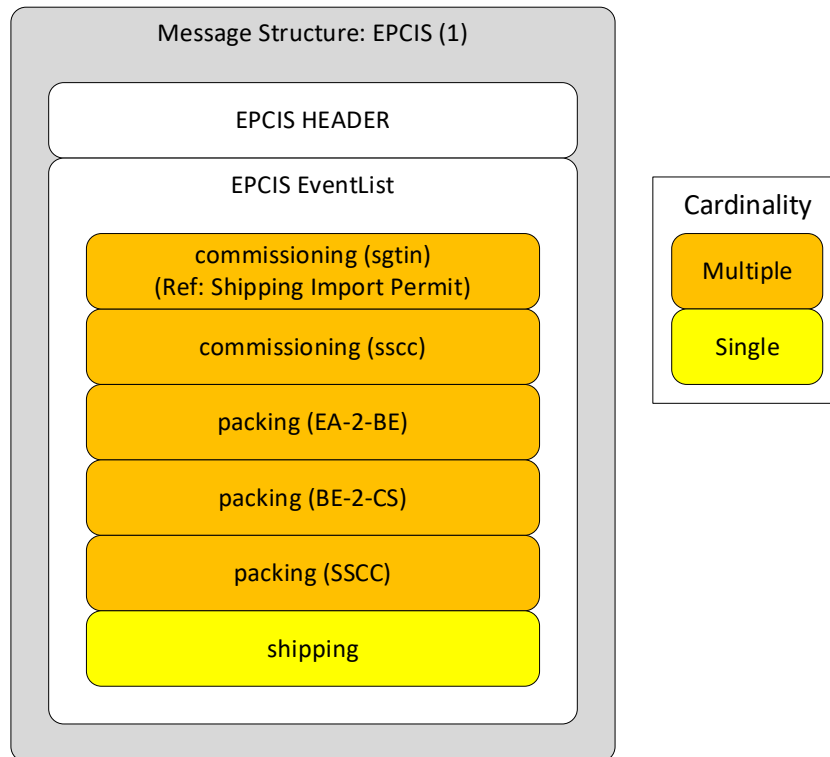 Message Structure: EPCIS (1)
EPCIS HEADER
EPCIS EventList
commissioning (sgtin)
(Ref: Shipping Import Permit)
commissioning (sscc)
packing (EA-2-BE)
packing (BE-2-CS)
packing (SSCC)
shipping
Cardinality
Multiple
Single